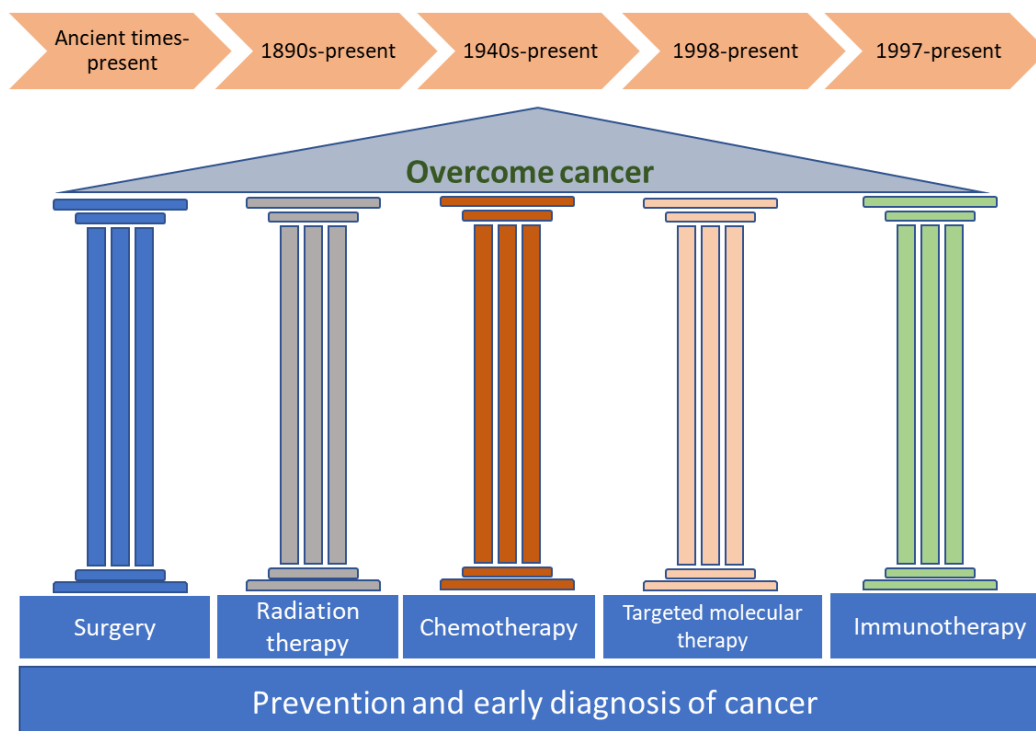 Ancient times-
present
1890s-present
1940s-present
1998-present
1997-present
Overcome cancer
Surgery
Radiation
therapy
Chemotherapy
Targeted molecular
therapy
Immunotherapy
Prevention and early diagnosis of cancer